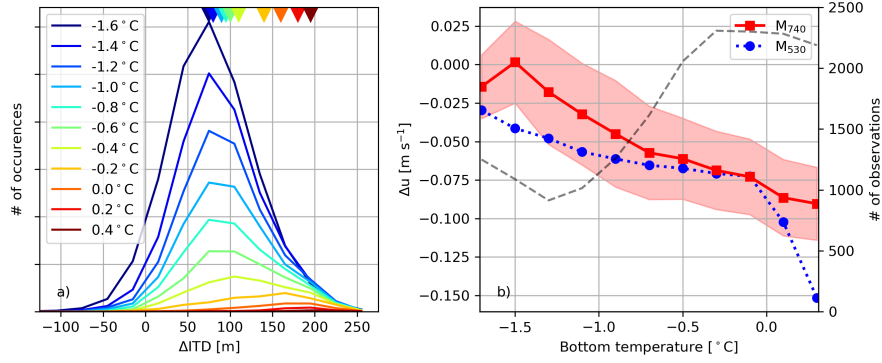 # of occurences
-1.6°C
-1.4°C
-1.2°C
-1.0°C
-0.8°C
-0.6°C
-0.4°C
-0.2°C
0.0°C
0.2°C
0.4°C
a)
−100 −50 0 50 100 150 200 250
ΔITD [m]
Δu [m s⁻¹]
0.025
0.000
−0.025
−0.050
−0.075
−0.100
−0.125
−0.150
M₇₄₀
M₅₃₀
b)
−1.5 −1.0 −0.5 0.0
Bottom temperature [°C]
2500
2000
1500
1000
500
0
# of observations